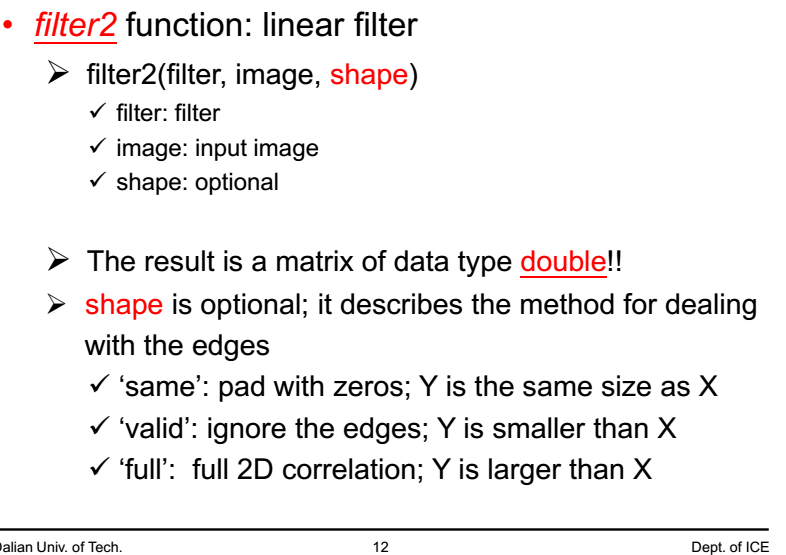 • filter2 function: linear filter
➢ filter2(filter, image, shape)
✓ filter: filter
✓ image: input image
✓ shape: optional
➢ The result is a matrix of data type double!!
➢ shape is optional; it describes the method for dealing
with the edges
✓ ‘same’: pad with zeros; Y is the same size as X
✓ ‘valid’: ignore the edges; Y is smaller than X
✓ ‘full’: full 2D correlation; Y is larger than X
Dalian Univ. of Tech. 12 Dept. of ICE